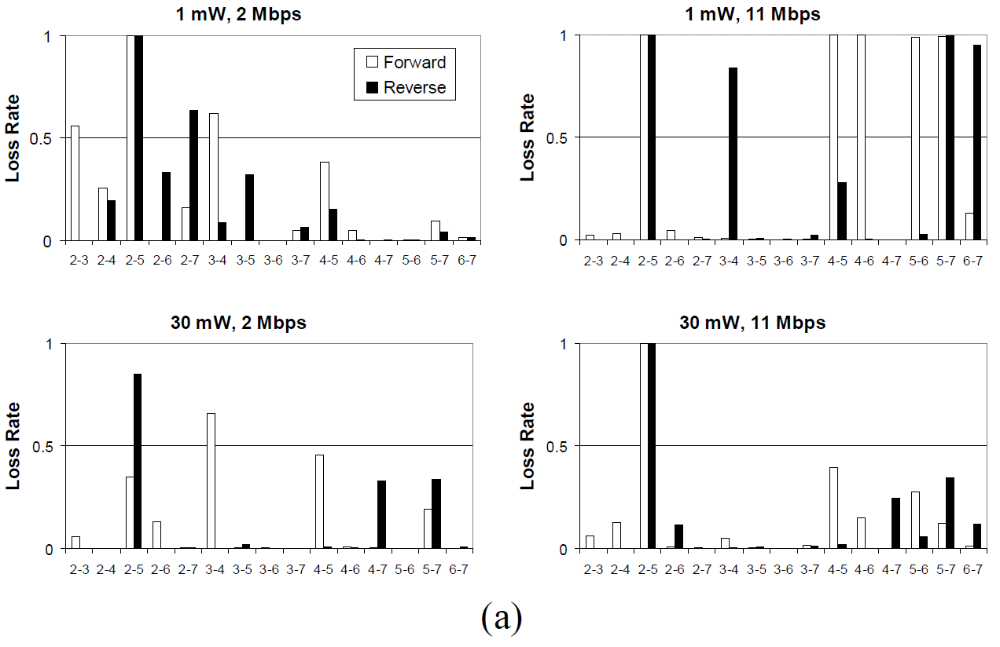 1 mW, 2 Mbps
Loss Rate
1
0.5
0
Forward
Reverse
2-3 2-4 2-5 2-6 2-7 3-4 3-5 3-6 3-7 4-5 4-6 4-7 5-6 5-7 6-7
1 mW, 11 Mbps
Loss Rate
1
0.5
0
2-3 2-4 2-5 2-6 2-7 3-4 3-5 3-6 3-7 4-5 4-6 4-7 5-6 5-7 6-7
30 mW, 2 Mbps
Loss Rate
1
0.5
0
2-3 2-4 2-5 2-6 2-7 3-4 3-5 3-6 3-7 4-5 4-6 4-7 5-6 5-7 6-7
30 mW, 11 Mbps
Loss Rate
1
0.5
0
2-3 2-4 2-5 2-6 2-7 3-4 3-5 3-6 3-7 4-5 4-6 4-7 5-6 5-7 6-7
(a)